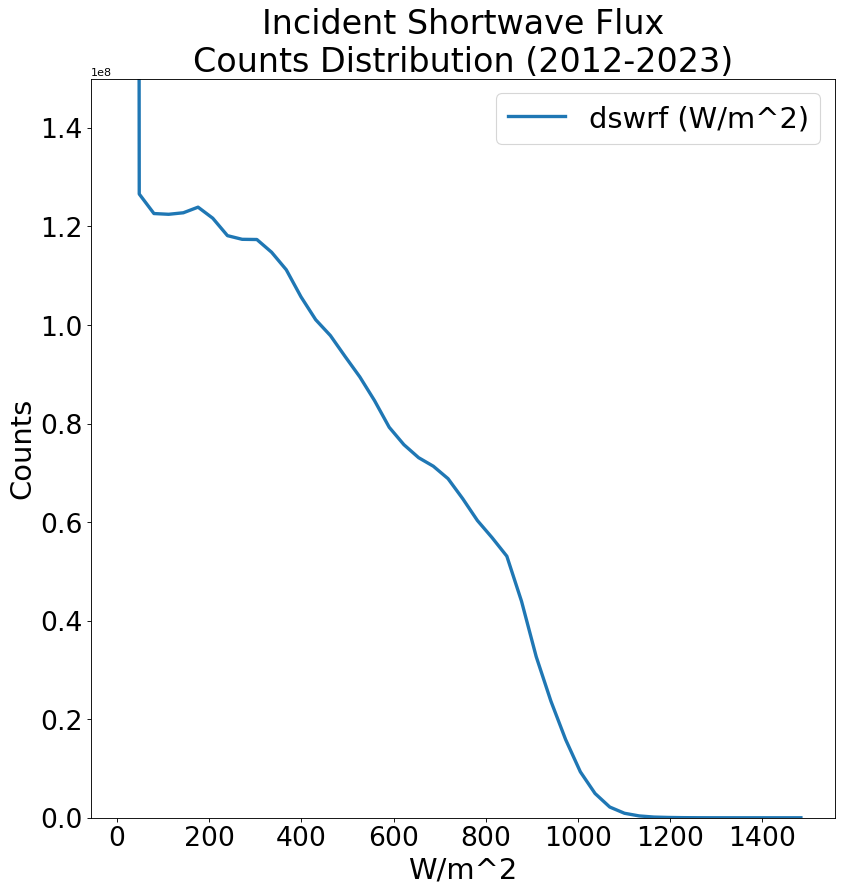 Incident Shortwave Flux
Counts Distribution (2012-2023)
1e8
dswrf (W/m^2)
1.4
1.2
1.0
0.8
0.6
0.4
0.2
0.0
Counts
0 200 400 600 800 1000 1200 1400
W/m^2